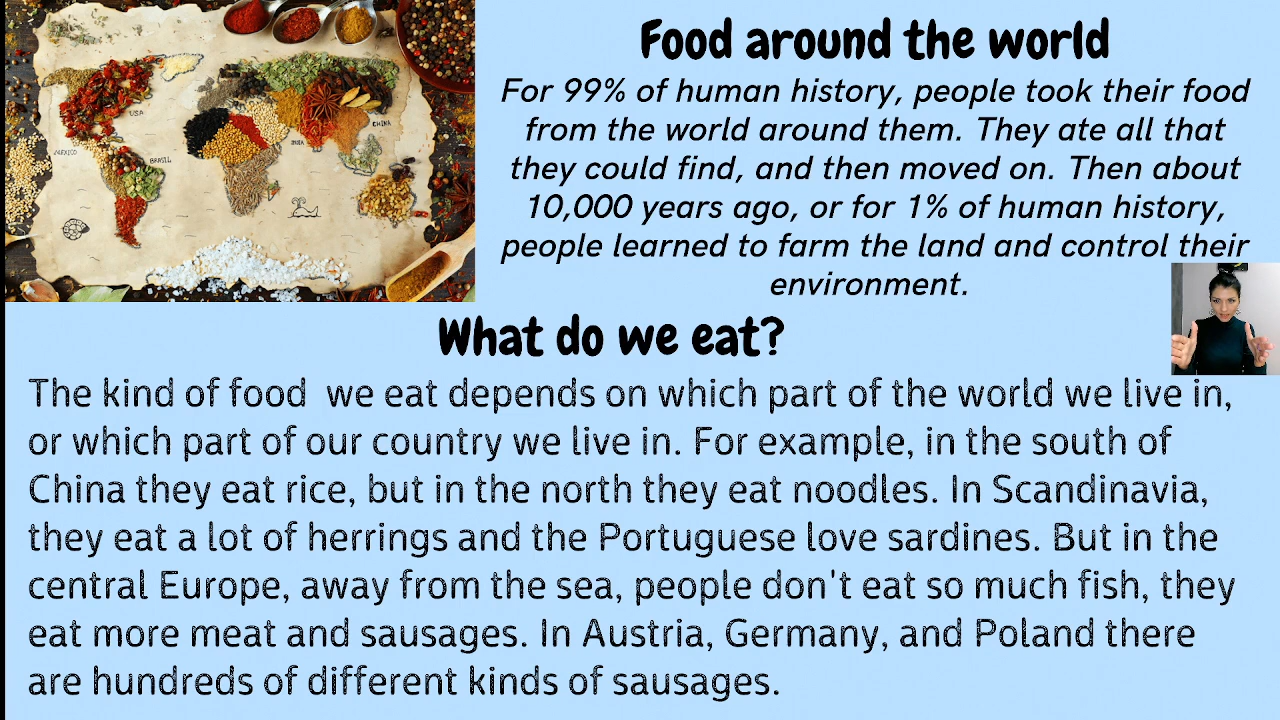 Food around the world
For 99% of human history, people took their food
from the world around them. They ate all that
they could find, and then moved on. Then about
10,000 years ago, or for 1% of human history,
people learned to farm the land and control their
environment.
USA
MEXICO
BRASIL
INDIA
CHINA
What do we eat?
The kind of food we eat depends on which part of the world we live in,
or which part of our country we live in. For example, in the south of
China they eat rice, but in the north they eat noodles. In Scandinavia,
they eat a lot of herrings and the Portuguese love sardines. But in the
central Europe, away from the sea, people don't eat so much fish, they
eat more meat and sausages. In Austria, Germany, and Poland there
are hundreds of different kinds of sausages.